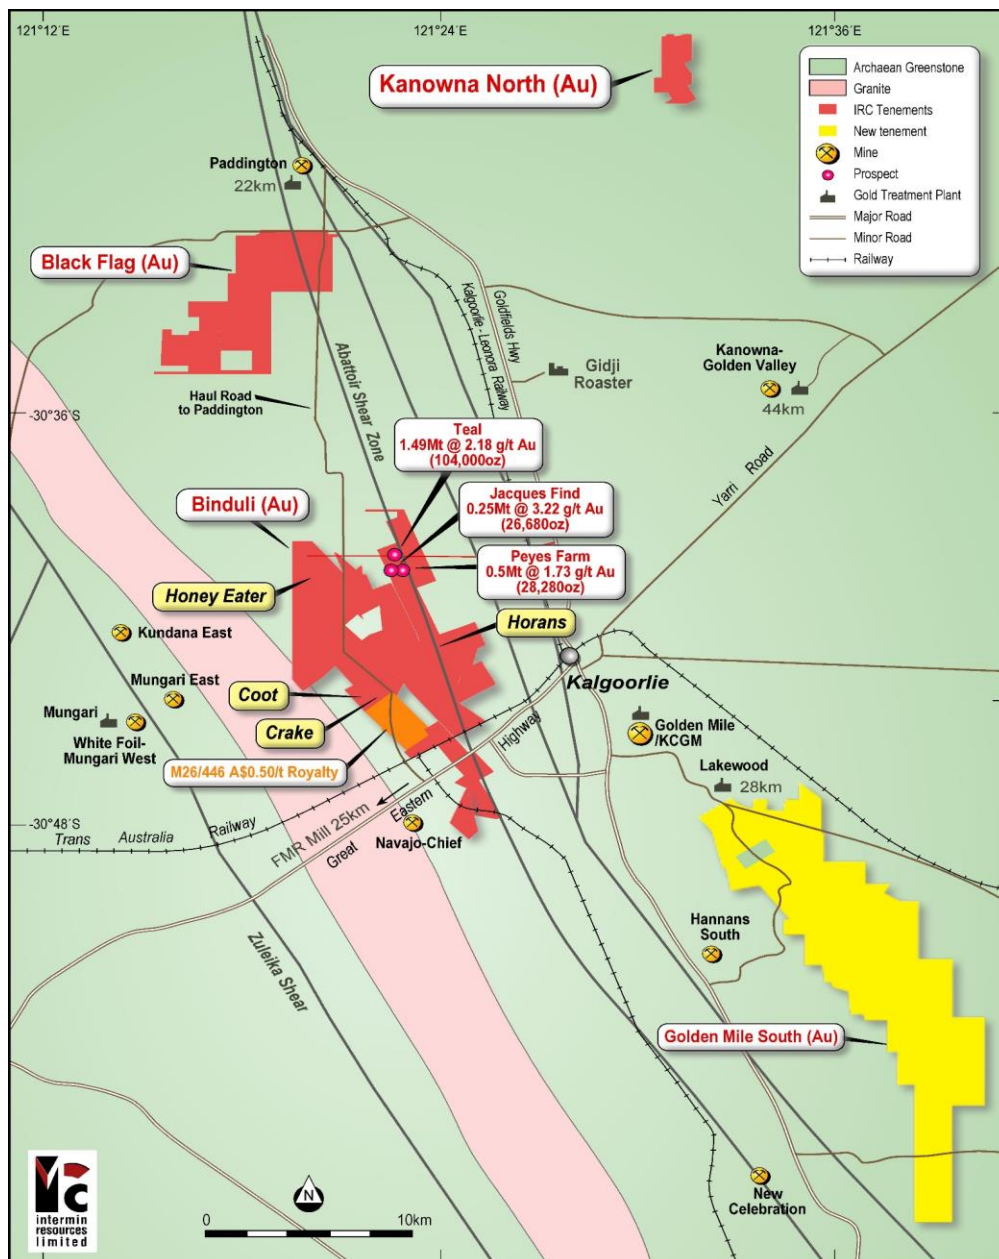 121°12´E
121°24´E
121°36´E
Kanowna North (Au)
Archaean Greenstone
Granite
IRC Tenements
New tenement
Mine
Prospect
Gold Treatment Plant
Major Road
Minor Road
Railway
Paddington
22km
Black Flag (Au)
Goldfields Hwy
Kalgoorlie - Leonora Railway
Abattoir Shear Zone
Gidji
Roaster
Kanowna-
Golden Valley
44km
Haul Road
to Paddington
-30°36´S
Yarri Road
Teal
1.49Mt @ 2.18 g/t Au
(104,000oz)
Jacques Find
0.25Mt @ 3.22 g/t Au
(26,680oz)
Peyes Farm
0.5Mt @ 1.73 g/t Au
(28,280oz)
Binduli (Au)
Honey Eater
Horans
Kundana East
Kalgoorlie
Mungari East
Coot
Mungari
White Foil-
Mungari West
Crake
Golden Mile
/KCGM
M26/446 A$0.50/t Royalty
Lakewood
28km
-30°48´S
Trans Australia Railway
FMR Mill 25km
Great Eastern Highway
Navajo-Chief
Hannans
South
Zuleika Shear
Golden Mile South (Au)
New
Celebration
N
0 10km
intermin
resources
limited